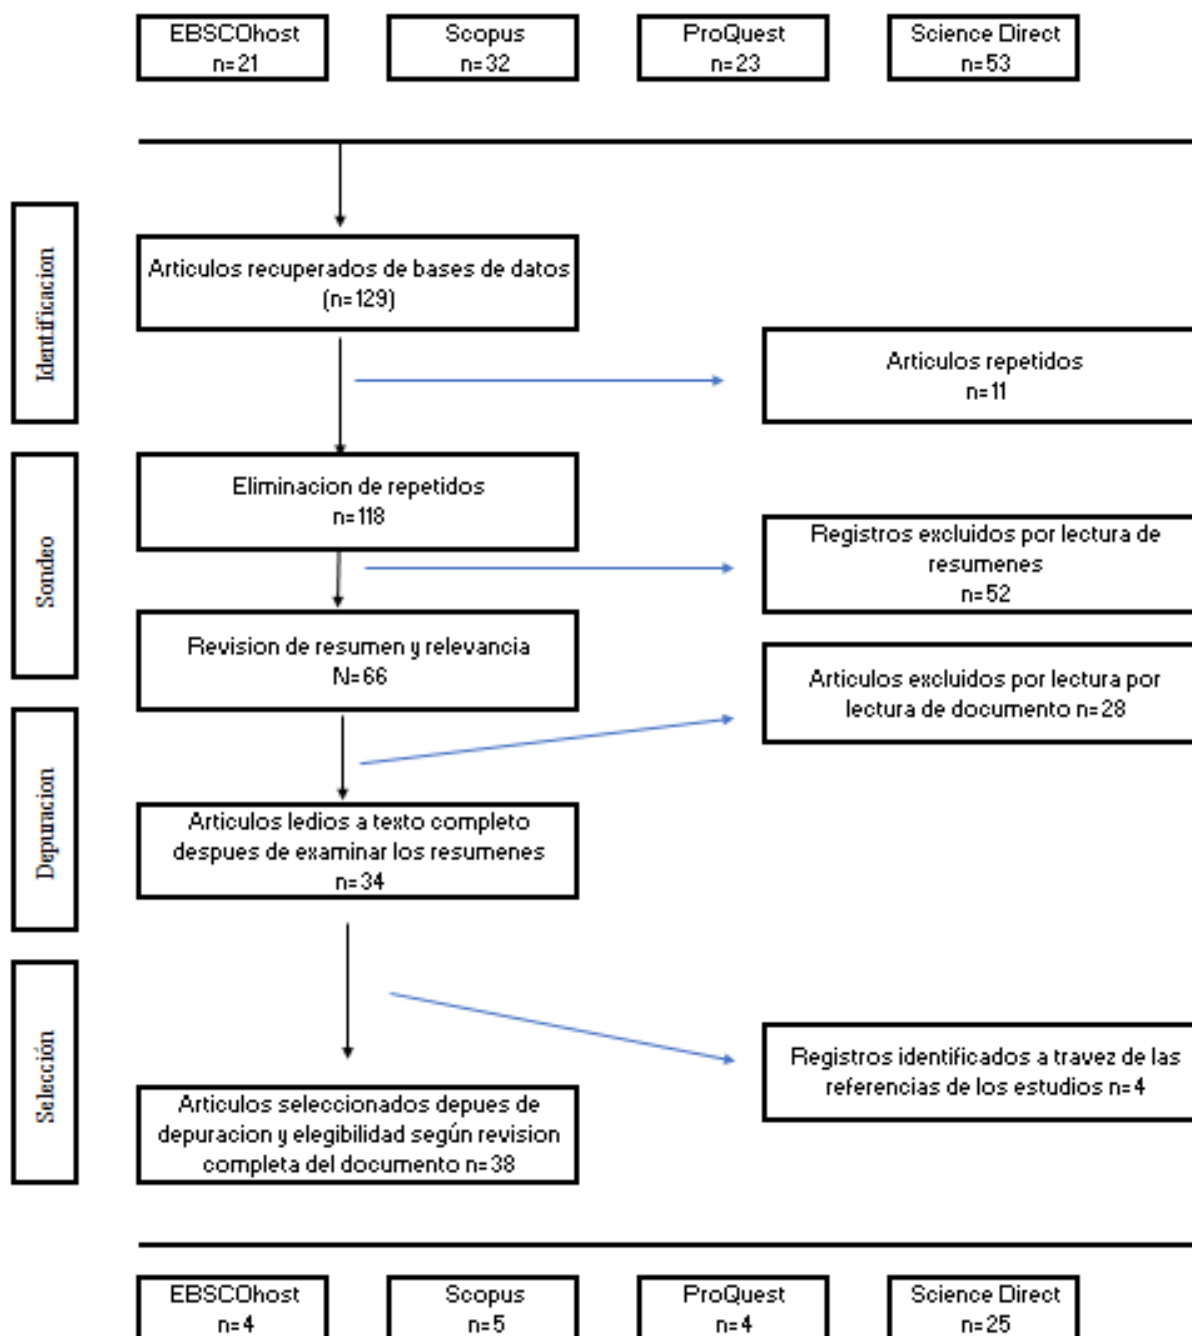 EBSCOhost
n=21
Scopus
n=32
ProQuest
n=23
Science Direct
n=53
Identificacion
Articulos recuperados de bases de datos
(n=129)
Articulos repetidos
n=11
Sondeo
Eliminacion de repetidos
n=118
Registros excluidos por lectura de
resumenes
n=52
Revision de resumen y relevancia
N=66
Articulos excluidos por lectura por
lectura de documento n=28
Depuracion
Articulos ledios a texto completo
despues de examinar los resumenes
n=34
Selección
Registros identificados a travez de las
referencias de los estudios n=4
Articulos seleccionados depues de
depuracion y elegibilidad según revision
completa del documento n=38
EBSCOhost
n=4
Scopus
n=5
ProQuest
n=4
Science Direct
n=25